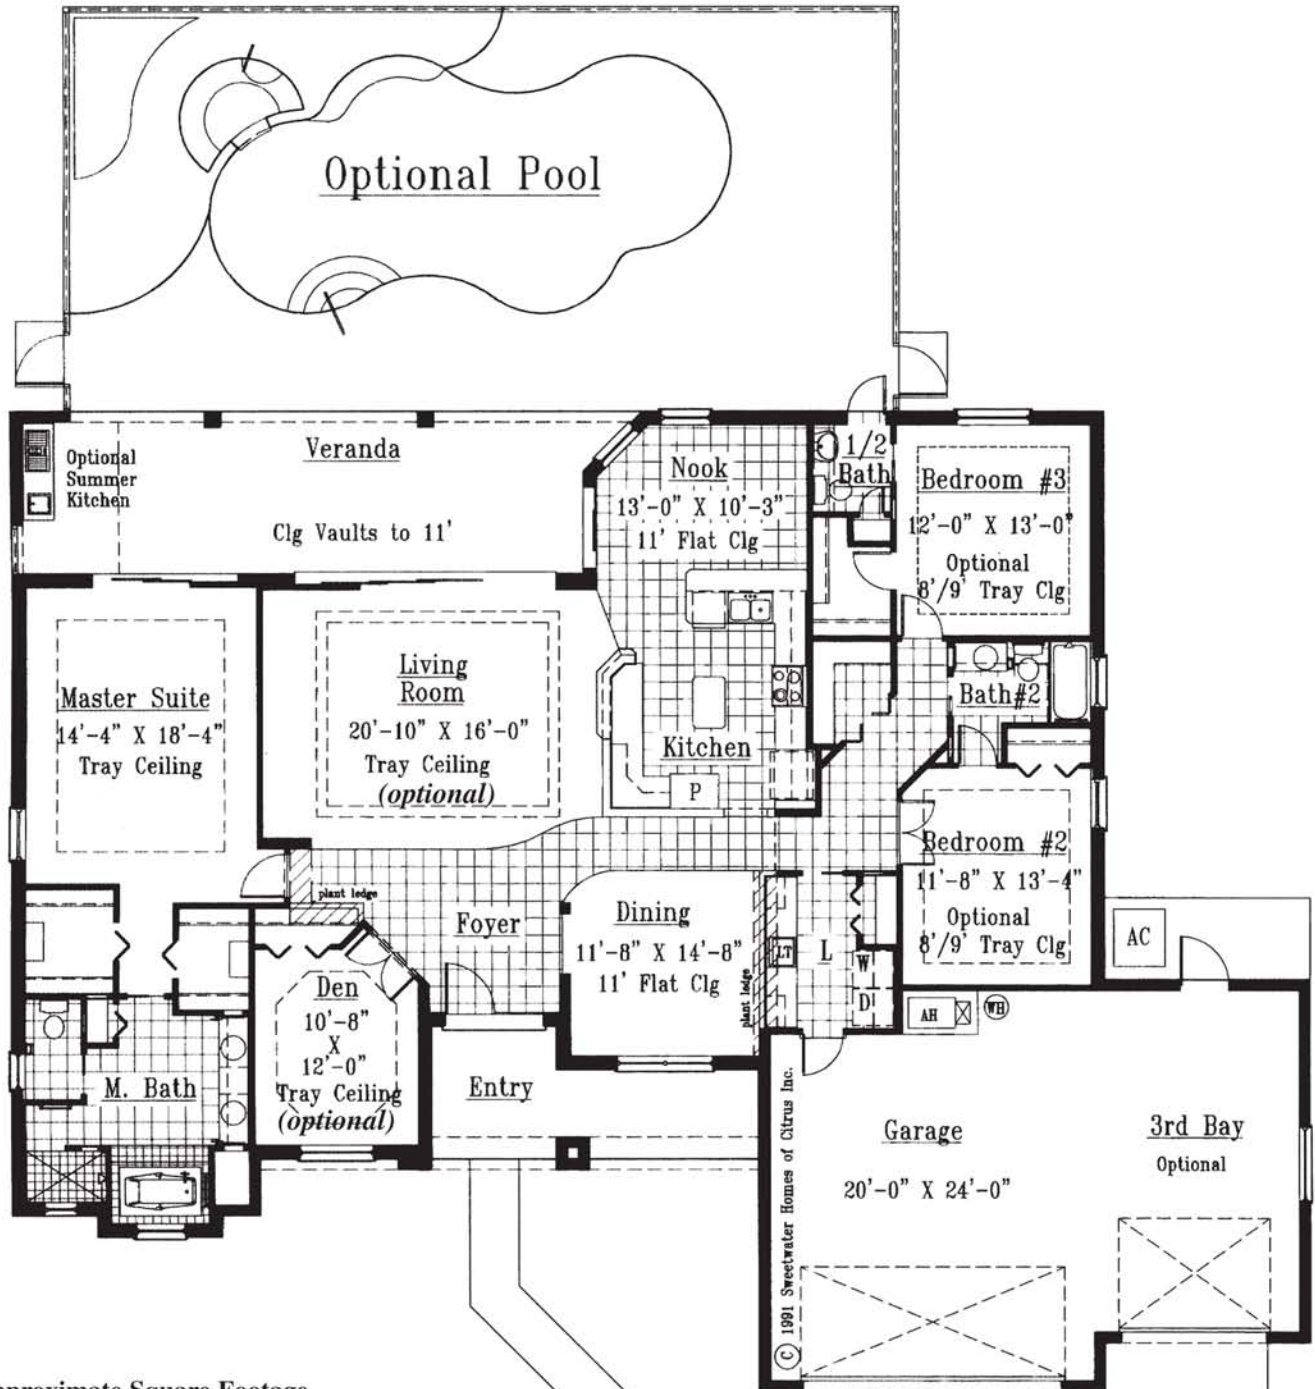 Optional Pool
Veranda
Optional
Summer
Kitchen
Clg Vaults to 11'
Nook
13'-0" X 10'-3"
11' Flat Clg
1/2
Bath
Bedroom #3
12'-0" X 13'-0"
Optional
8'/9' Tray Clg
Master Suite
14'-4" X 18'-4"
Tray Ceiling
Living
Room
20'-10" X 16'-0"
Tray Ceiling
(optional)
Kitchen
P
Bath#2
Bedroom #2
11'-8" X 13'-4"
Optional
8'/9' Tray Clg
plant ledge
Foyer
Dining
11'-8" X 14'-8"
11' Flat Clg
plant ledge
LT
L
W
D
AC
AH
WH
Den
10'-8"
X
12'-0"
Tray Ceiling
(optional)
M. Bath
Entry
Garage
20'-0" X 24'-0"
3rd Bay
Optional
© 1991 Sweetwater Homes of Citrus Inc.
Approximate Square Footage